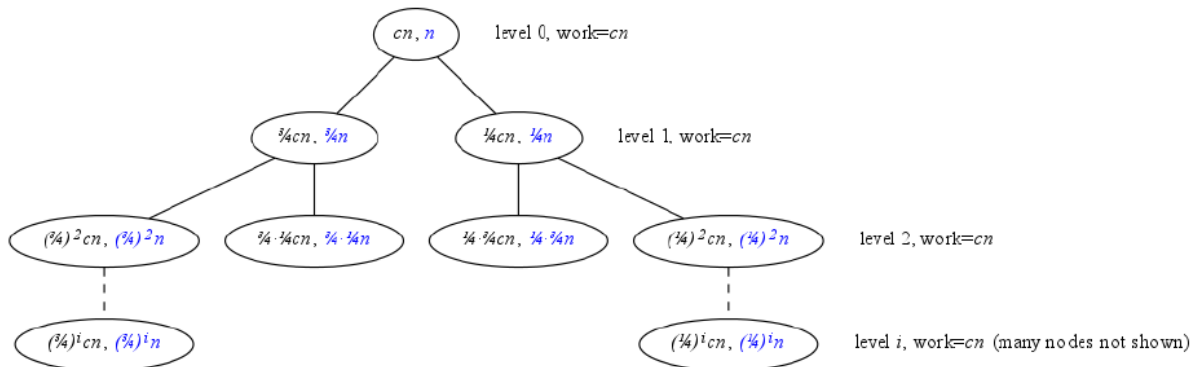 cn, n level 0, work=cn
¾cn, ¾n ¼cn, ¼n level 1, work=cn
(¾)²cn, (¾)²n ¾·¼cn, ¾·¼n ¼·¾cn, ¼·¾n (¼)²cn, (¼)²n level 2, work=cn
(¾)ⁱcn, (¾)ⁱn (¼)ⁱcn, (¼)ⁱn level i, work=cn (many nodes not shown)